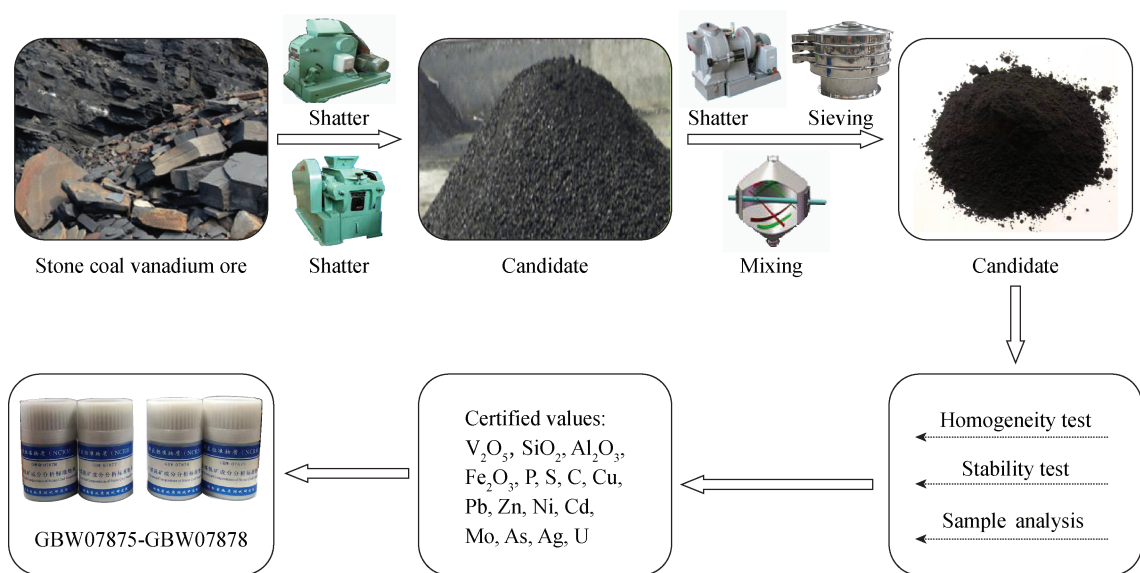 Shatter
Shatter
Sieving
Shatter
Mixing
Stone coal vanadium ore
Candidate
Candidate
Homogeneity test
Stability test
Sample analysis
Certified values:
V₂O₅, SiO₂, Al₂O₃,
Fe₂O₃, P, S, C, Cu,
Pb, Zn, Ni, Cd,
Mo, As, Ag, U
GBW07875-GBW07878